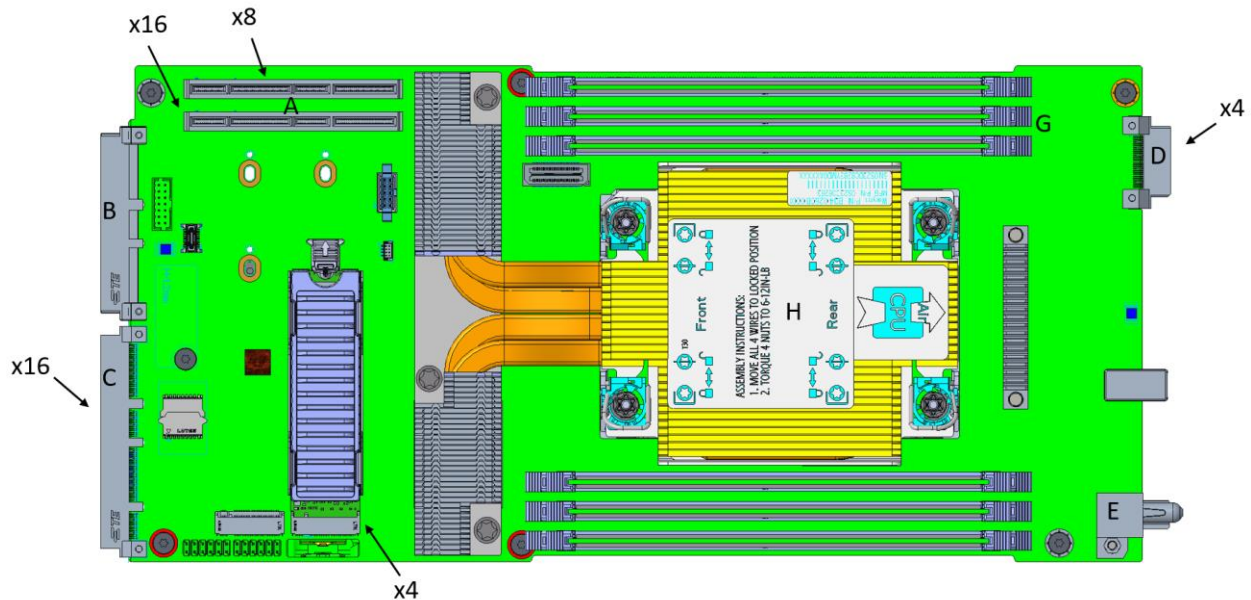 x8
x16
A
G
x4
D
B
Front
ASSEMBLY INSTRUCTIONS:
1. MOVE ALL 4 WIRES TO LOCKED POSITION
2. TORQUE 4 NUTS TO 6-12IN-LB
H
Rear
CPU
Air
130
x16
C
E
x4